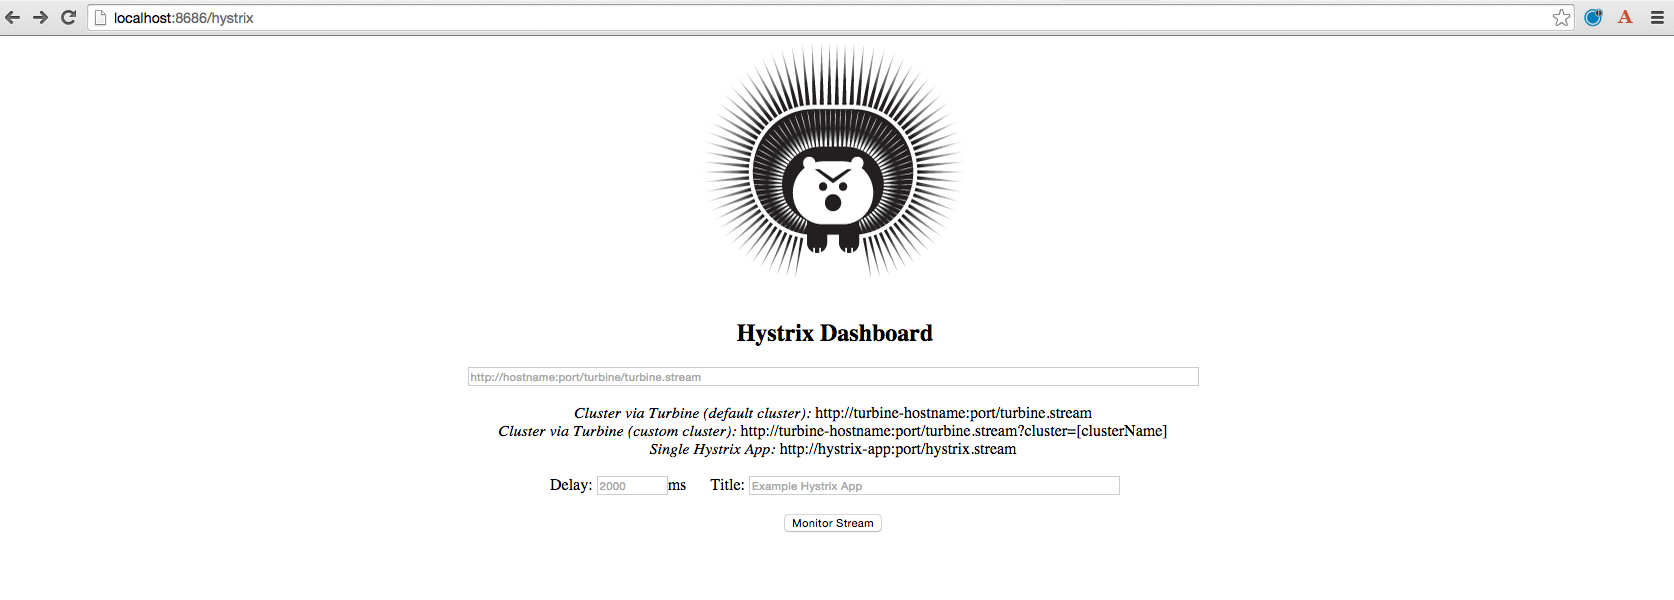 localhost:8686/hystrix
A
Hystrix Dashboard
http://hostname:port/turbine/turbine.stream
Cluster via Turbine (default cluster): http://turbine-hostname:port/turbine.stream
Cluster via Turbine (custom cluster): http://turbine-hostname:port/turbine.stream?cluster=[clusterName]
Single Hystrix App: http://hystrix-app:port/hystrix.stream
Delay: 2000 ms Title: Example Hystrix App
Monitor Stream